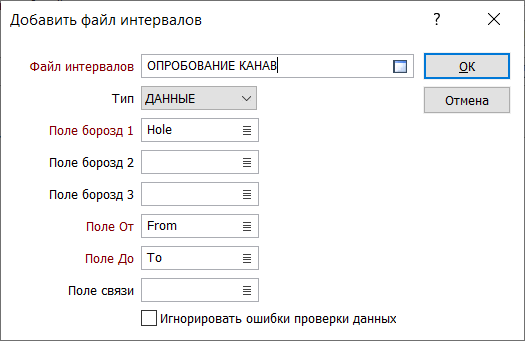 Добавить файл интервалов ? ×
Файл интервалов ОПРОБОВАНИЕ КАНАВ OK
Тип ДАННЫЕ Отмена
Поле борозд 1 Hole
Поле борозд 2
Поле борозд 3
Поле От From
Поле До To
Поле связи
Игнорировать ошибки проверки данных